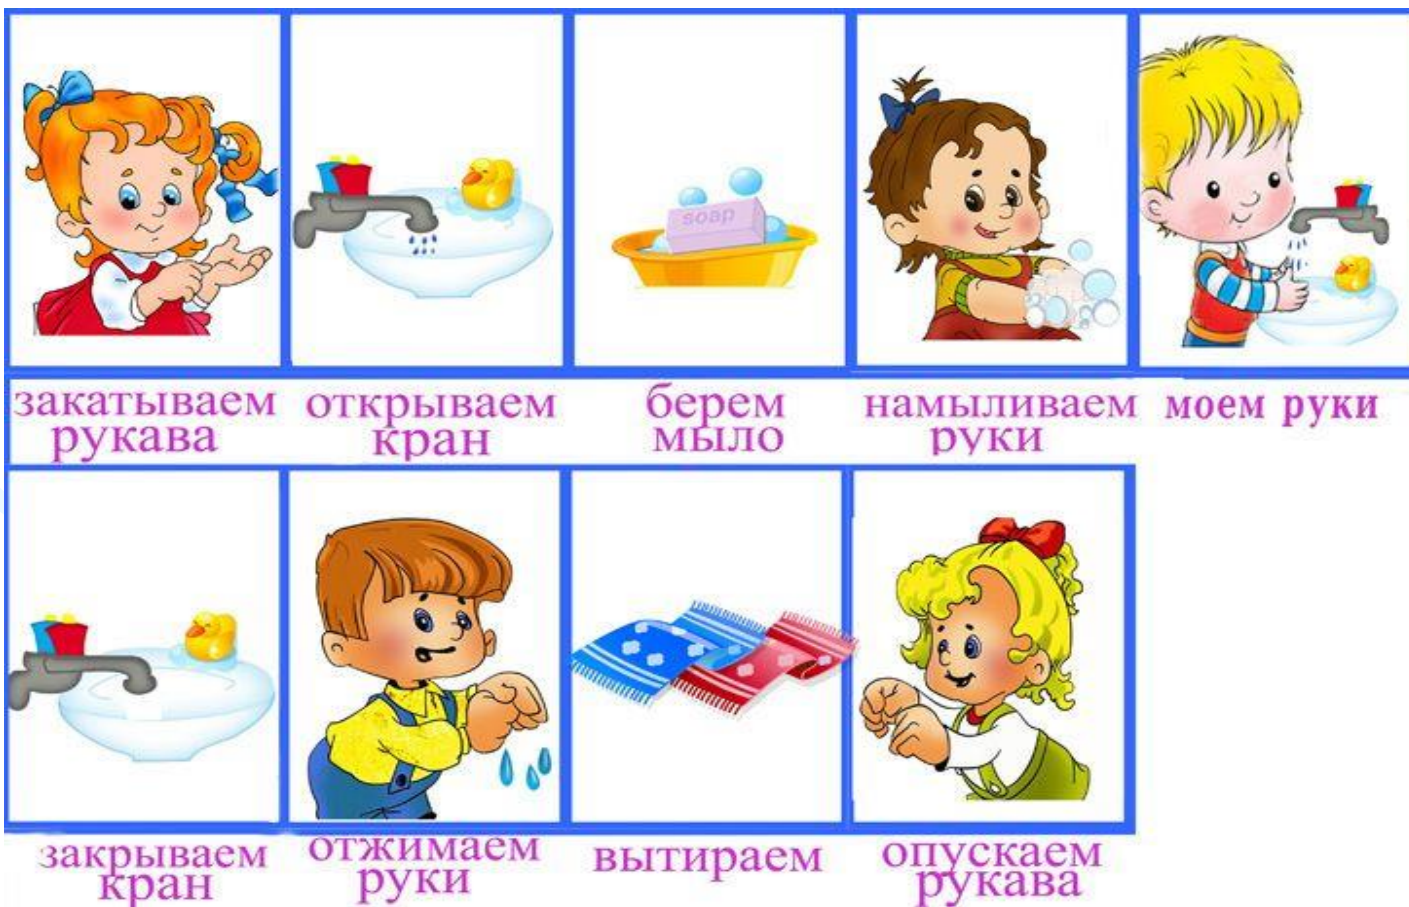 soap
закатываем
рукава
открываем
кран
берем
мыло
намыливаем
руки
моем руки
закрываем
кран
отжимаем
руки
вытираем
опускаем
рукава